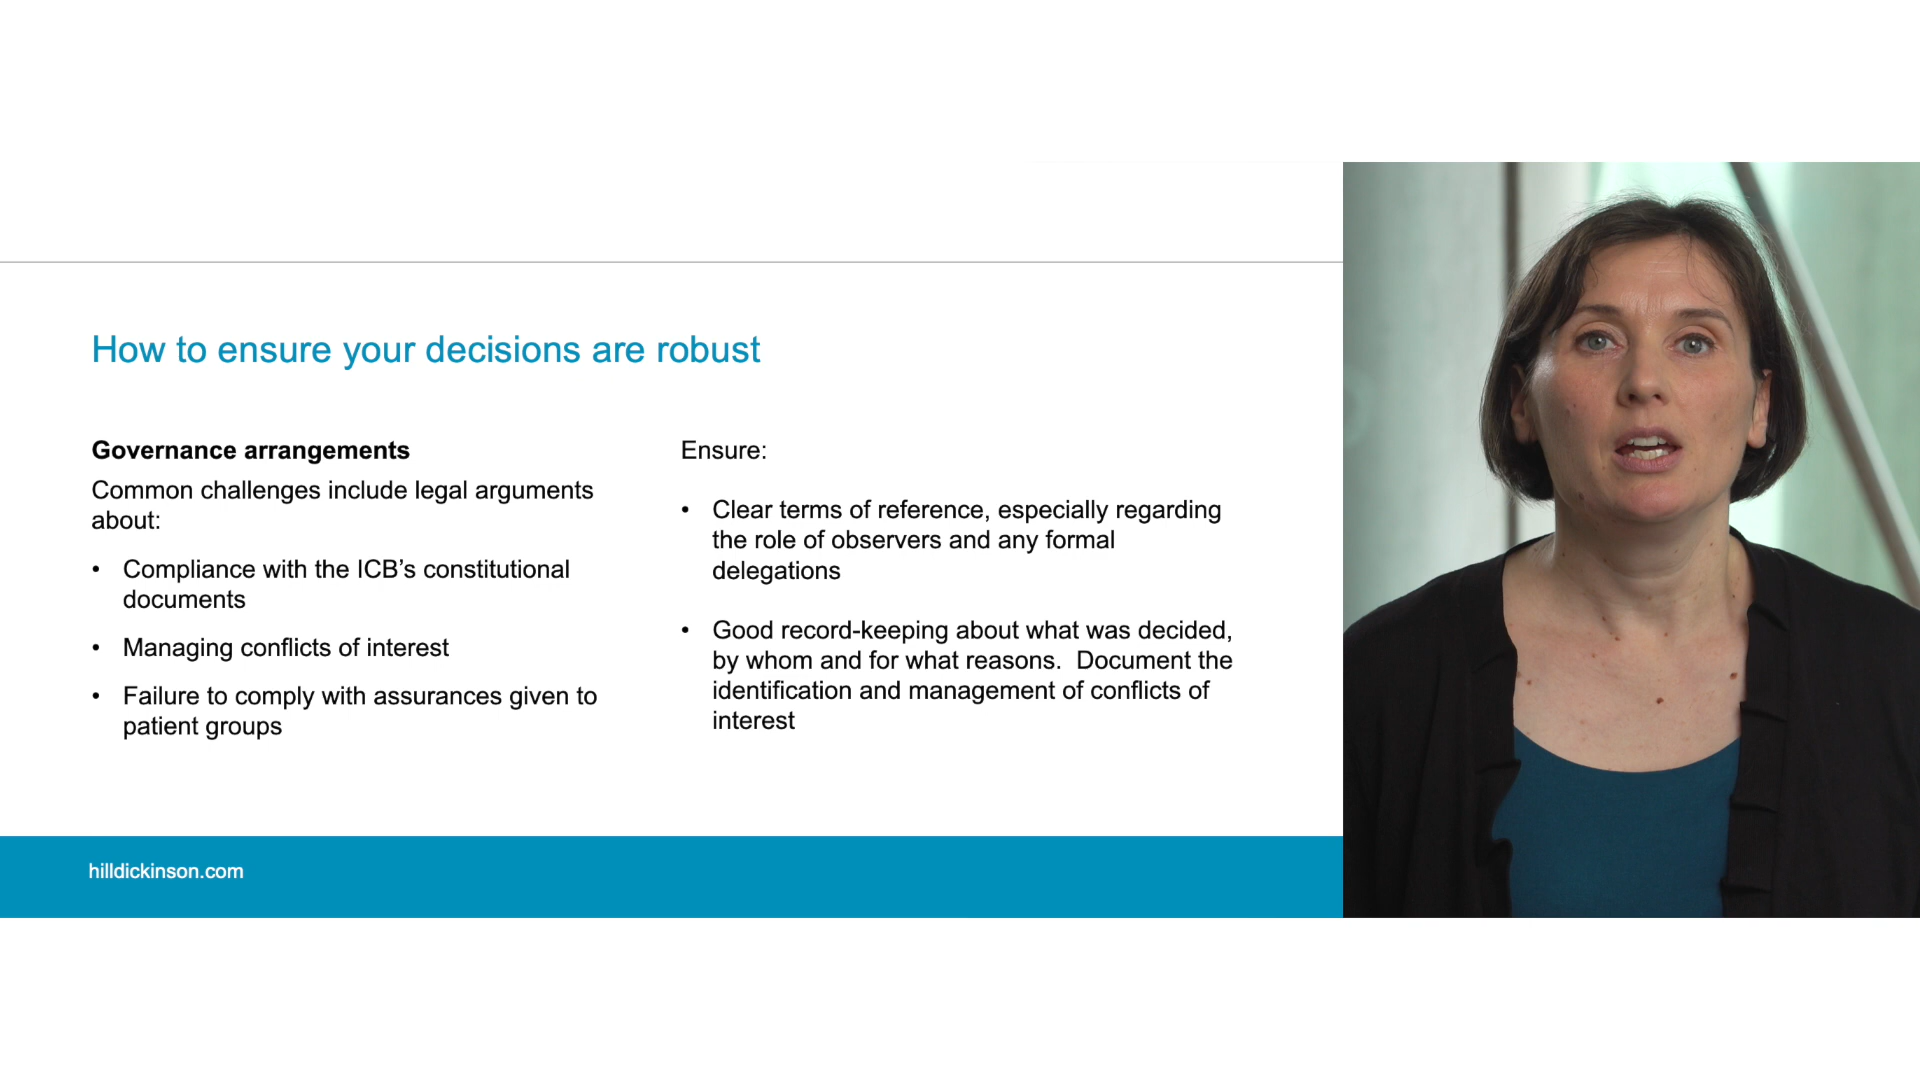 How to ensure your decisions are robust
Governance arrangements
Common challenges include legal arguments
about:
• Compliance with the ICB’s constitutional
documents
• Managing conflicts of interest
• Failure to comply with assurances given to
patient groups
Ensure:
• Clear terms of reference, especially regarding
the role of observers and any formal
delegations
• Good record-keeping about what was decided,
by whom and for what reasons.  Document the
identification and management of conflicts of
interest
hilldickinson.com